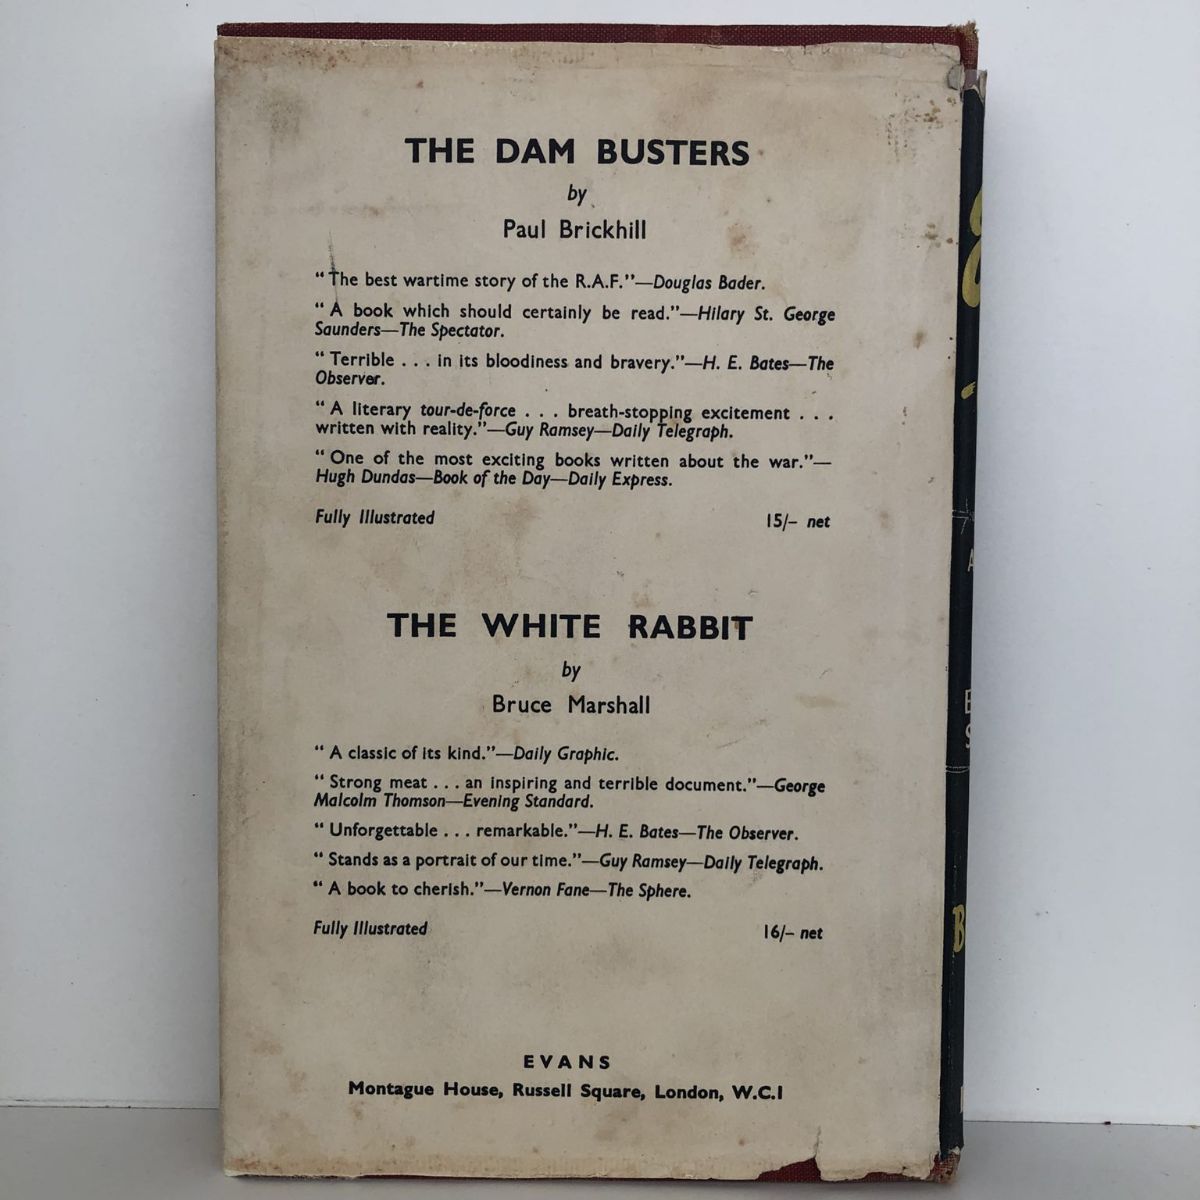 THE DAM BUSTERS
by
Paul Brickhill
“The best wartime story of the R.A.F.”—Douglas Bader.
“ A book which should certainly be read.”—Hilary St. George
Saunders—The Spectator.
“ Terrible . . . in its bloodiness and bravery.”—H. E. Bates—The
Observer.
“ A literary tour-de-force . . . breath-stopping excitement . . .
written with reality.”—Guy Ramsey—Daily Telegraph.
“ One of the most exciting books written about the war.”—
Hugh Dundas—Book of the Day—Daily Express.
Fully Illustrated 15/- net
THE WHITE RABBIT
by
Bruce Marshall
“ A classic of its kind.”—Daily Graphic.
“ Strong meat . . . an inspiring and terrible document.”—George
Malcolm Thomson—Evening Standard.
“ Unforgettable . . . remarkable.”—H. E. Bates—The Observer.
“ Stands as a portrait of our time.”—Guy Ramsey—Daily Telegraph.
“ A book to cherish.”—Vernon Fane—The Sphere.
Fully Illustrated 16/- net
EVANS
Montague House, Russell Square, London, W.C.1